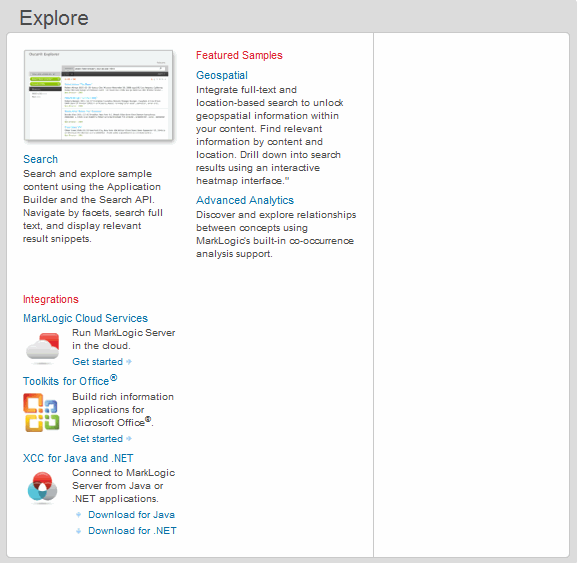 Explore
Search
Search and explore sample
content using the Application
Builder and the Search API.
Navigate by facets, search full
text, and display relevant
result snippets.
Featured Samples
Geospatial
Integrate full-text and
location-based search to unlock
geospatial information within
your content. Find relevant
information by content and
location. Drill down into search
results using an interactive
heatmap interface."
Advanced Analytics
Discover and explore relationships
between concepts using
MarkLogic's built-in co-occurrence
analysis support.
Integrations
MarkLogic Cloud Services
Run MarkLogic Server
in the cloud.
Get started
Toolkits for Office®
Build rich information
applications for
Microsoft Office®.
Get started
XCC for Java and .NET
Connect to MarkLogic
Server from Java or
.NET applications.
Download for Java
Download for .NET